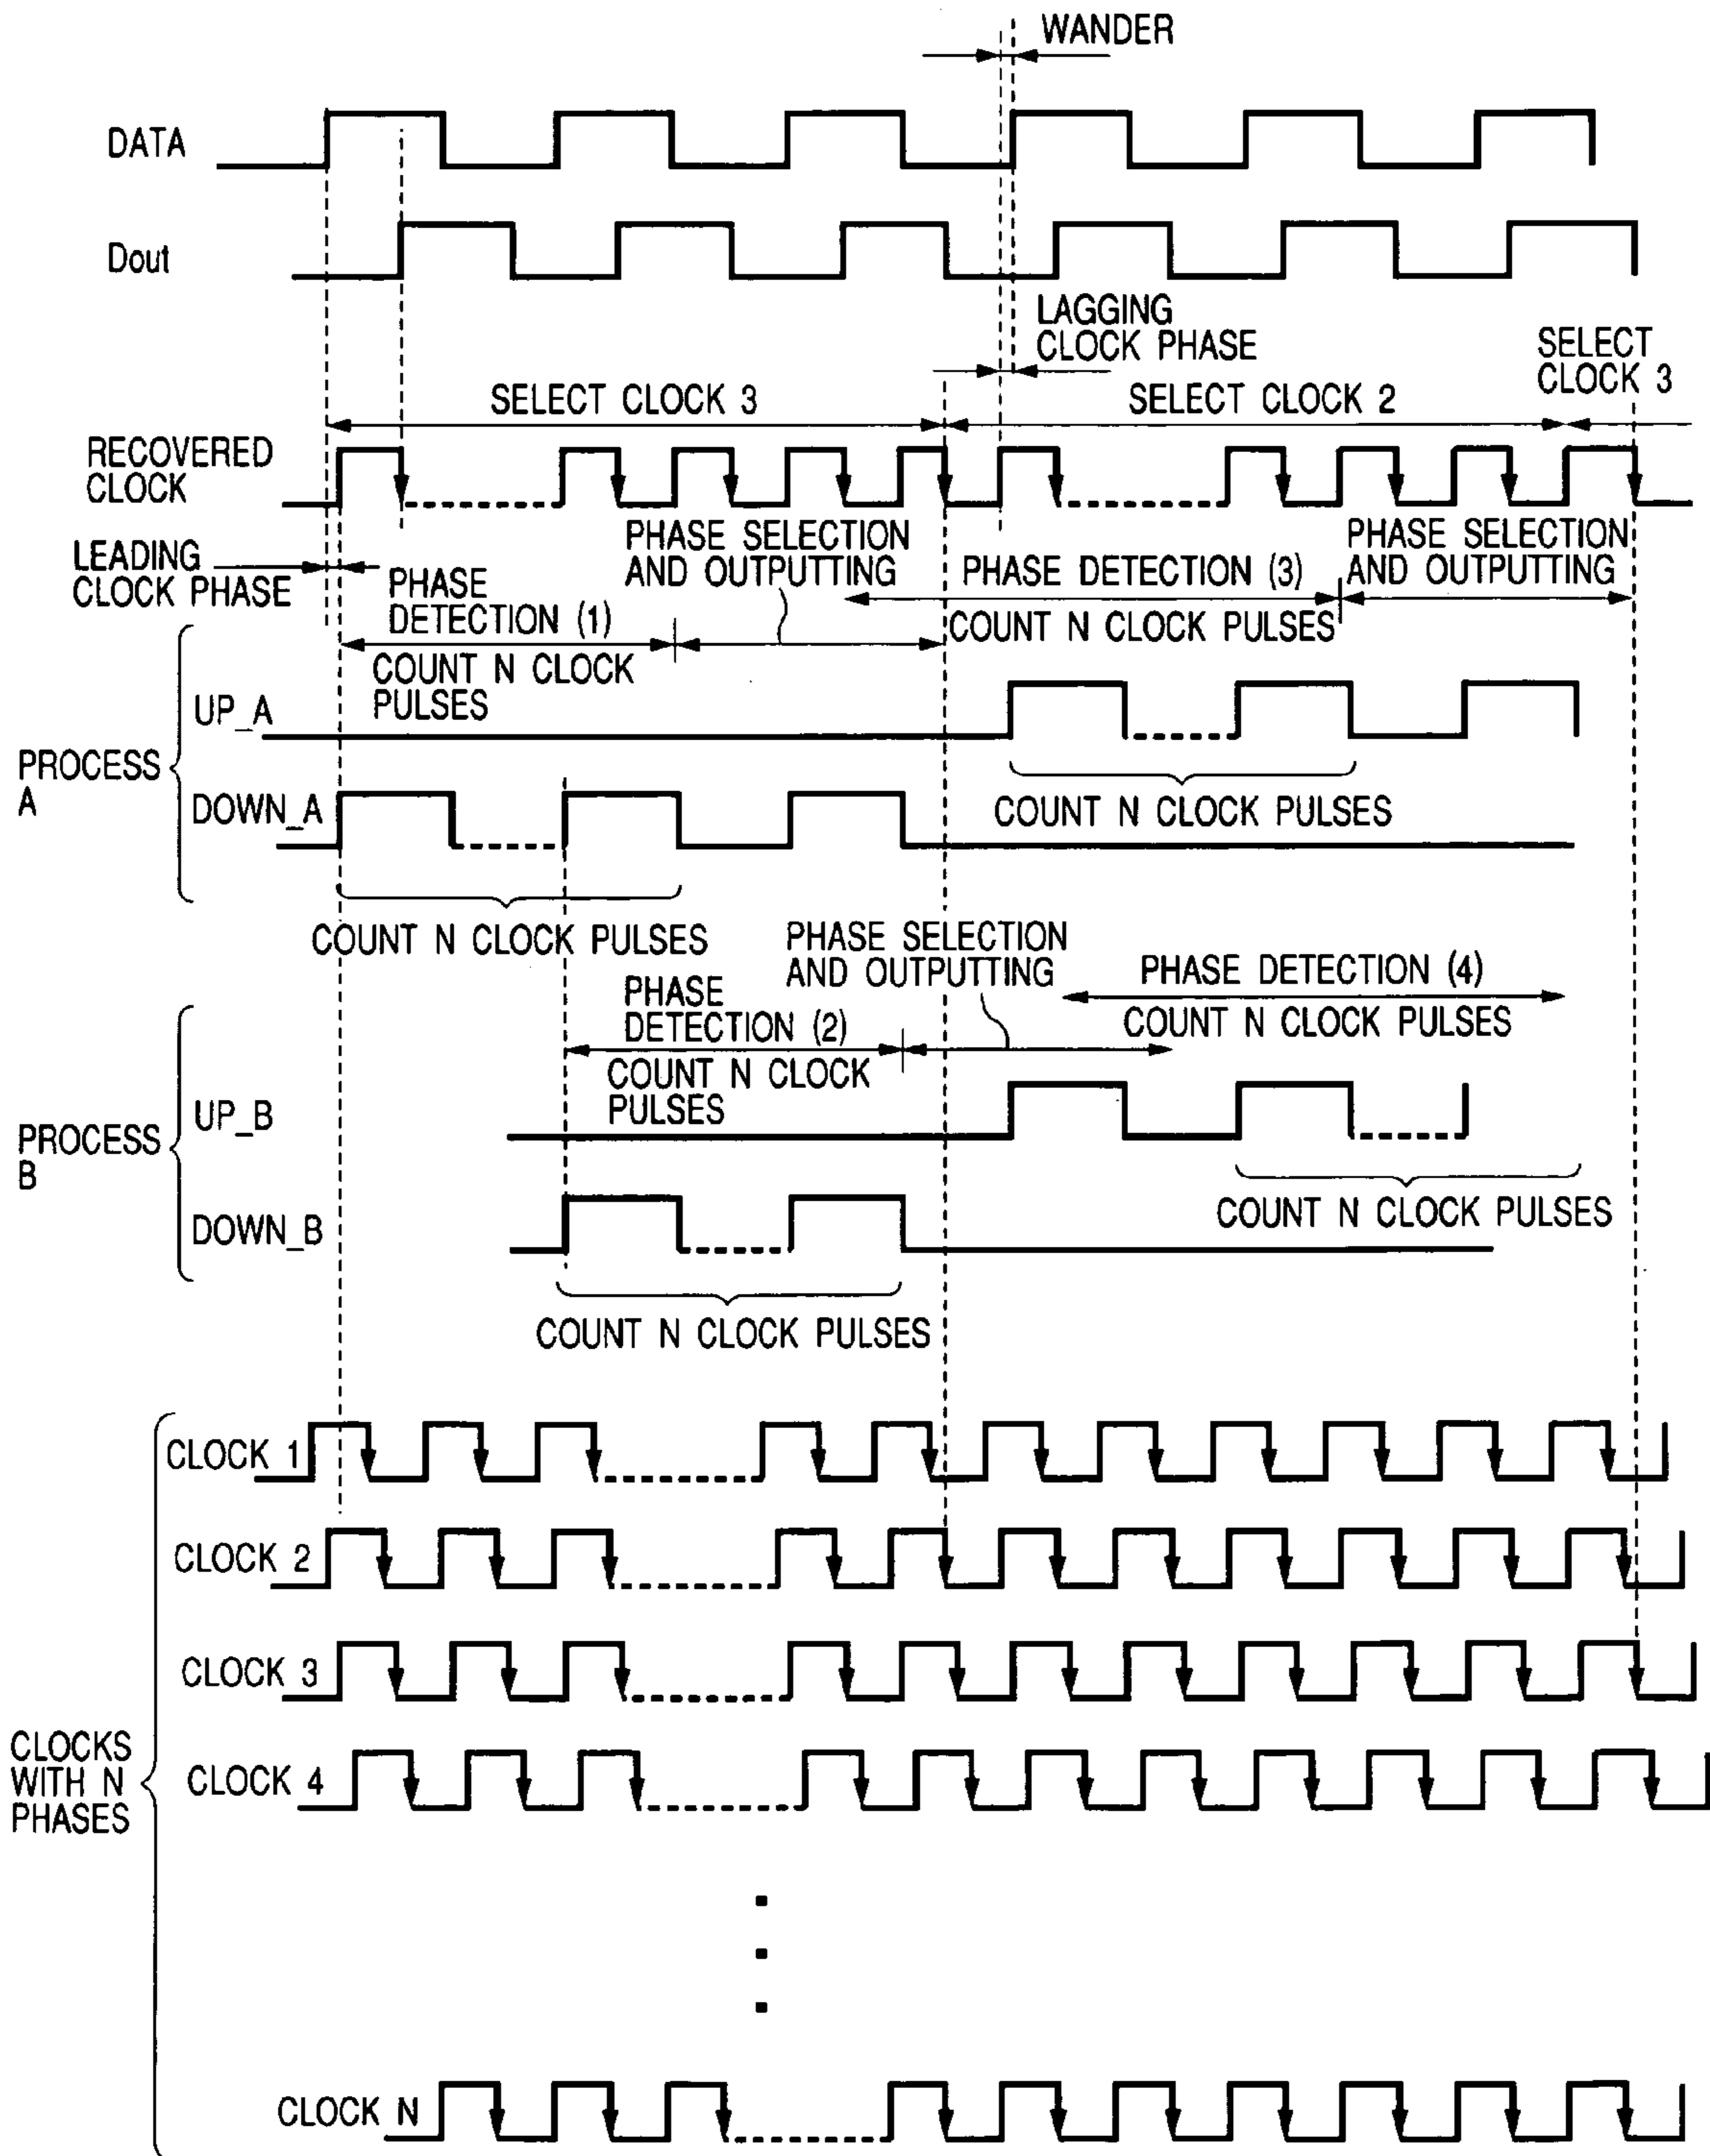 WANDER
DATA
Dout
LAGGING
CLOCK PHASE
SELECT
CLOCK 3
SELECT CLOCK 3
SELECT CLOCK 2
RECOVERED
CLOCK
LEADING
CLOCK PHASE
PHASE
DETECTION (1)
COUNT N CLOCK
PULSES
PHASE SELECTION
AND OUTPUTTING
PHASE DETECTION (3)
COUNT N CLOCK PULSES
PHASE SELECTION
AND OUTPUTTING
PROCESS
A
UP_A
COUNT N CLOCK PULSES
DOWN_A
COUNT N CLOCK PULSES
PHASE
DETECTION (2)
COUNT N CLOCK
PULSES
PHASE SELECTION
AND OUTPUTTING
PHASE DETECTION (4)
COUNT N CLOCK PULSES
PROCESS
B
UP_B
COUNT N CLOCK PULSES
DOWN_B
COUNT N CLOCK PULSES
CLOCKS
WITH N
PHASES
CLOCK 1
CLOCK 2
CLOCK 3
CLOCK 4
CLOCK N